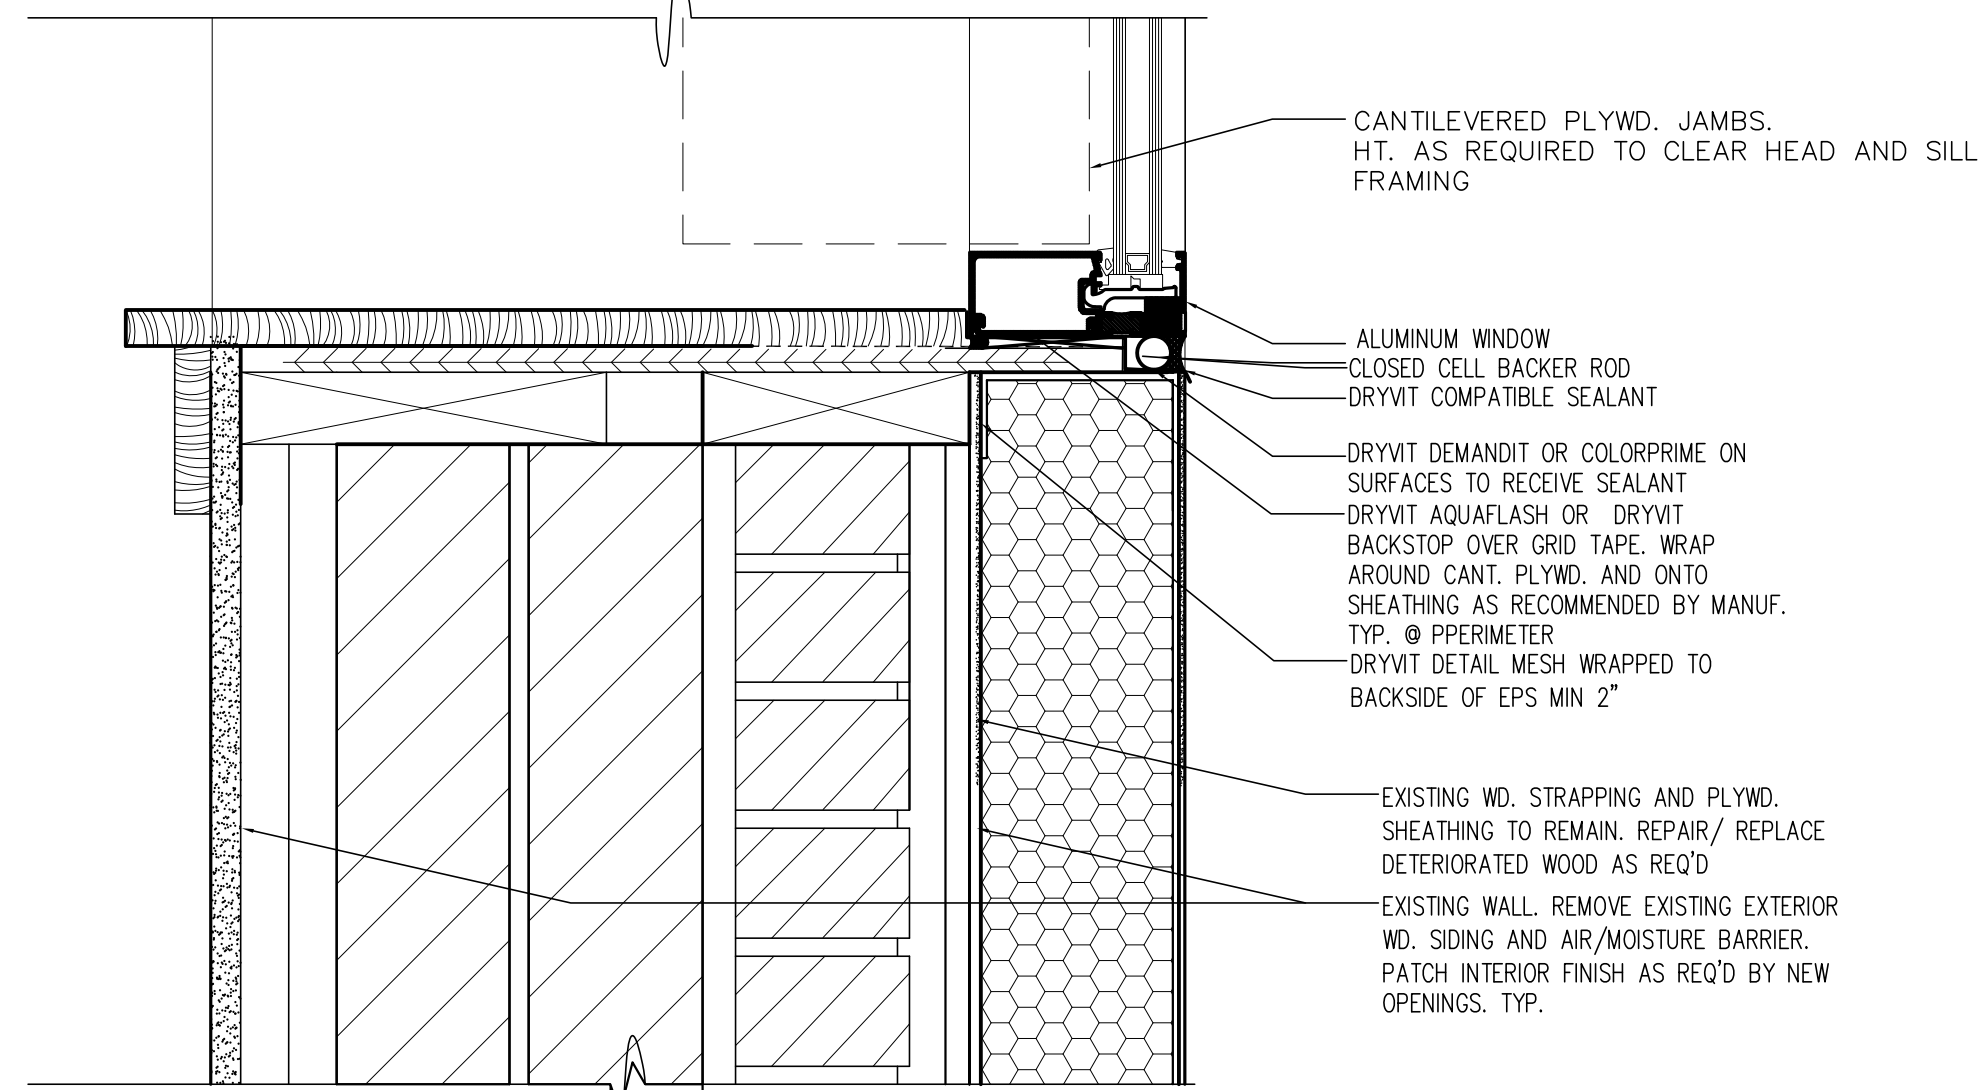 CANTILEVERED PLYWD. JAMBS.
HT. AS REQUIRED TO CLEAR HEAD AND SILL
FRAMING
ALUMINUM WINDOW
CLOSED CELL BACKER ROD
DRYVIT COMPATIBLE SEALANT
DRYVIT DEMANDIT OR COLORPRIME ON
SURFACES TO RECEIVE SEALANT
DRYVIT AQUAFLASH OR DRYVIT
BACKSTOP OVER GRID TAPE. WRAP
AROUND CANT. PLYWD. AND ONTO
SHEATHING AS RECOMMENDED BY MANUF.
TYP. @ PPERIMETER
DRYVIT DETAIL MESH WRAPPED TO
BACKSIDE OF EPS MIN 2”
EXISTING WD. STRAPPING AND PLYWD.
SHEATHING TO REMAIN. REPAIR/ REPLACE
DETERIORATED WOOD AS REQ'D
EXISTING WALL. REMOVE EXISTING EXTERIOR
WD. SIDING AND AIR/MOISTURE BARRIER.
PATCH INTERIOR FINISH AS REQ'D BY NEW
OPENINGS. TYP.